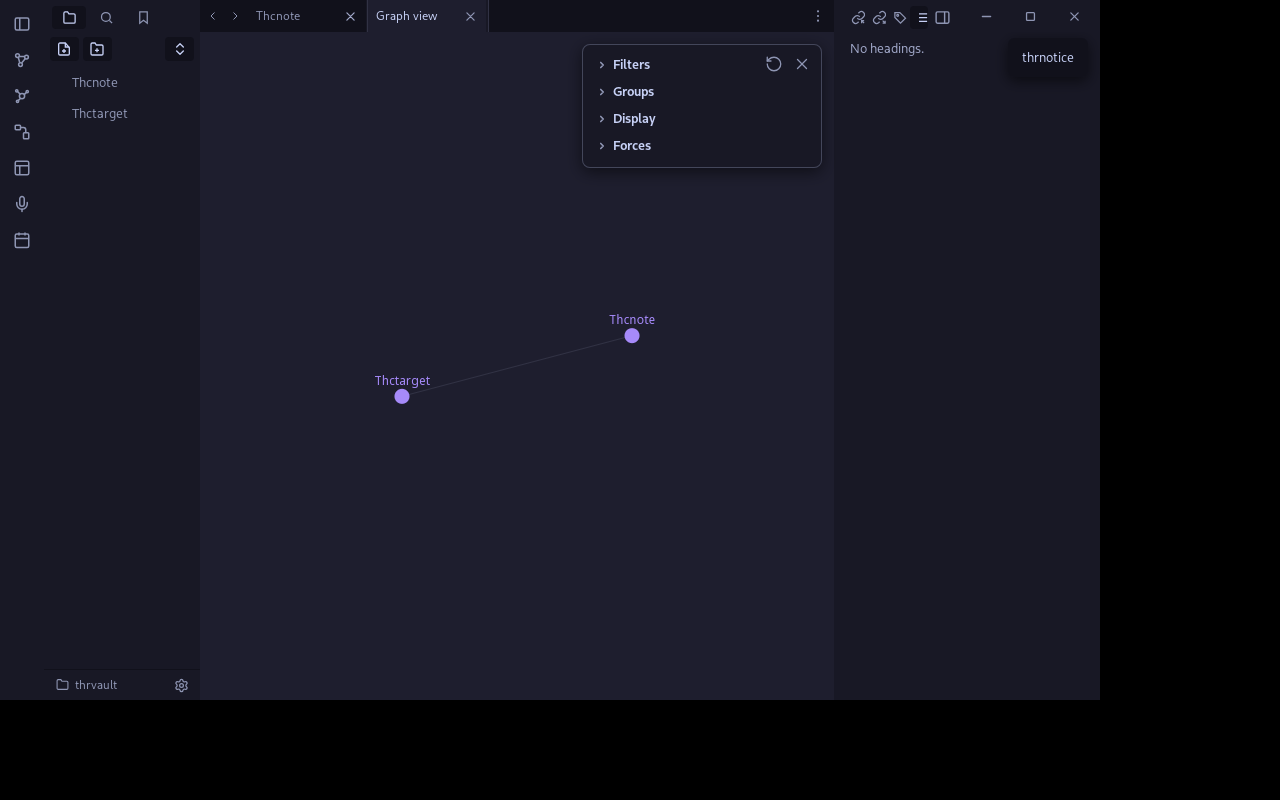 Thcnote
Graph view
Thcnote
Thctarget
Filters
Groups
Display
Forces
No headings.
thrnotice
Thcnote
Thctarget
thrvault